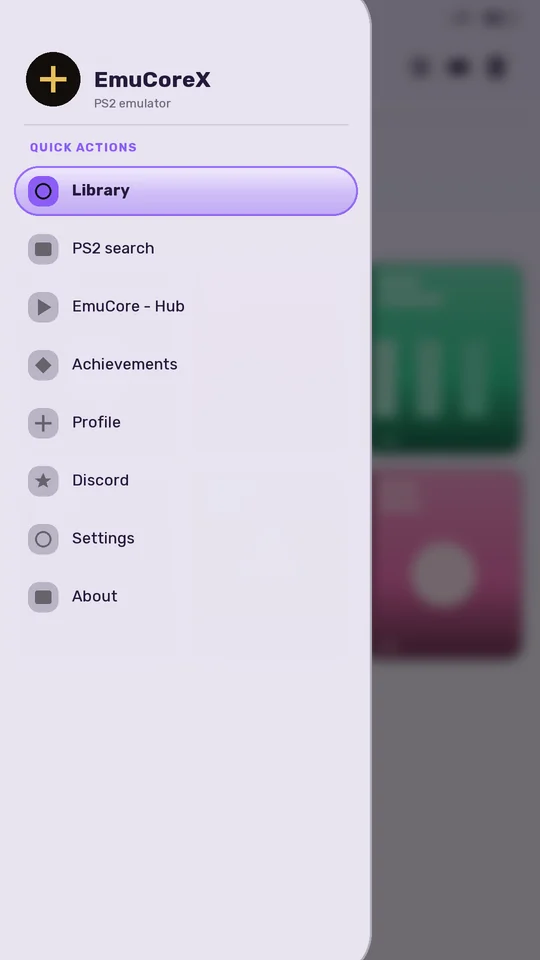 EmuCoreX
PS2 emulator
QUICK ACTIONS
Library
PS2 search
EmuCore - Hub
Achievements
Profile
Discord
Settings
About